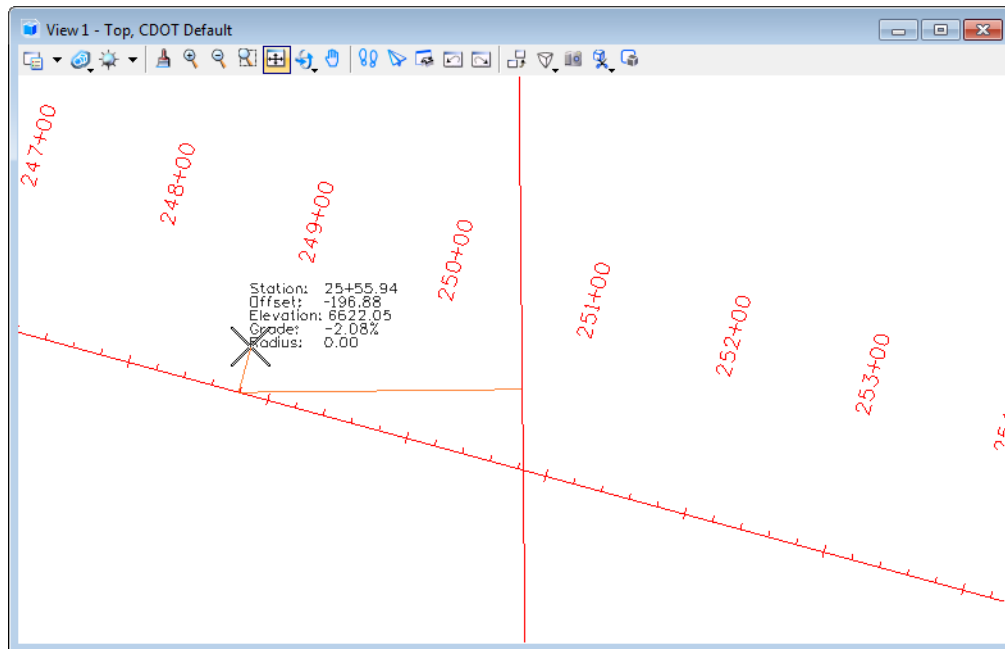 View 1 - Top, CDOT Default
247+00
248+00
249+00
250+00
251+00
252+00
253+00
Station: 25+55.94
Offset: -196.88
Elevation: 6622.05
Grade: -2.08%
Radius: 0.00